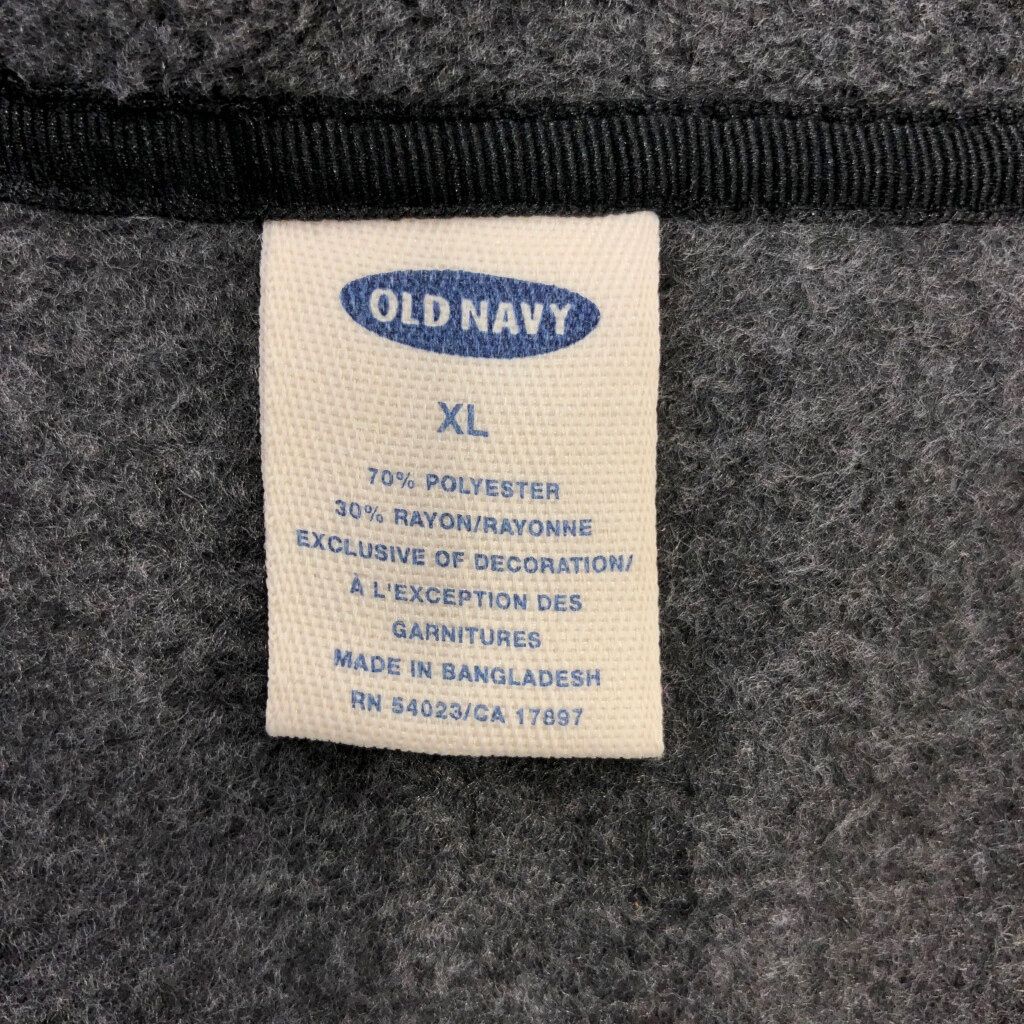 OLD NAVY
XL
70% POLYESTER
30% RAYON/RAYONNE
EXCLUSIVE OF DECORATION/
À L'EXCEPTION DES
GARNITURES
MADE IN BANGLADESH
RN 54023/CA 17897